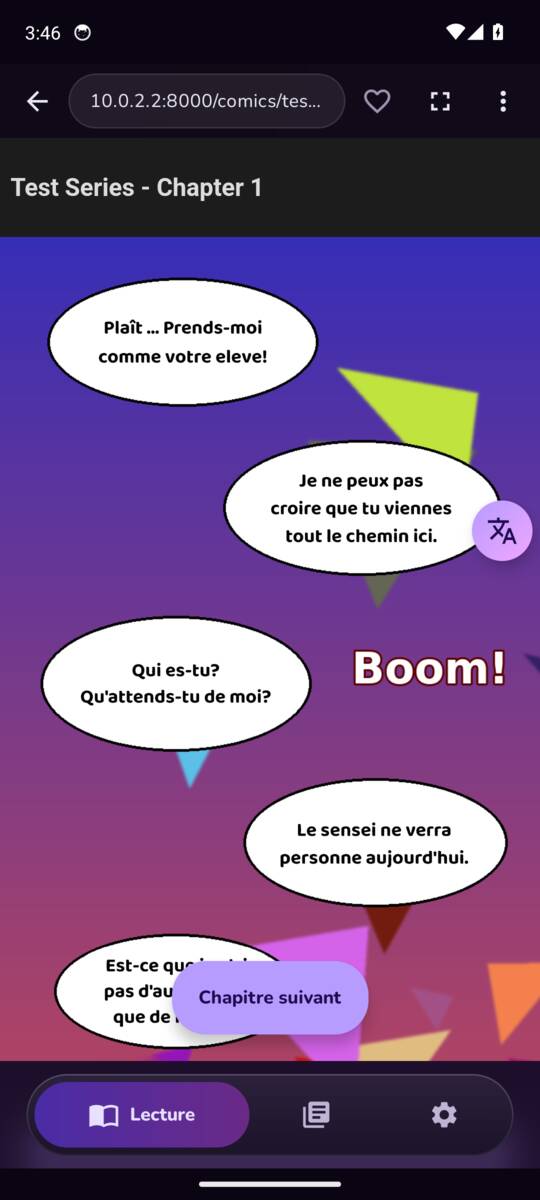 3:46
10.0.2.2:8000/comics/tes...
Test Series - Chapter 1
Plaît ... Prends-moi
comme votre eleve!
Je ne peux pas
croire que tu viennes
tout le chemin ici.
Boom!
Qui es-tu?
Qu'attends-tu de moi?
Le sensei ne verra
personne aujourd'hui.
Est-ce que
pas
que de
Chapitre suivant
Lecture